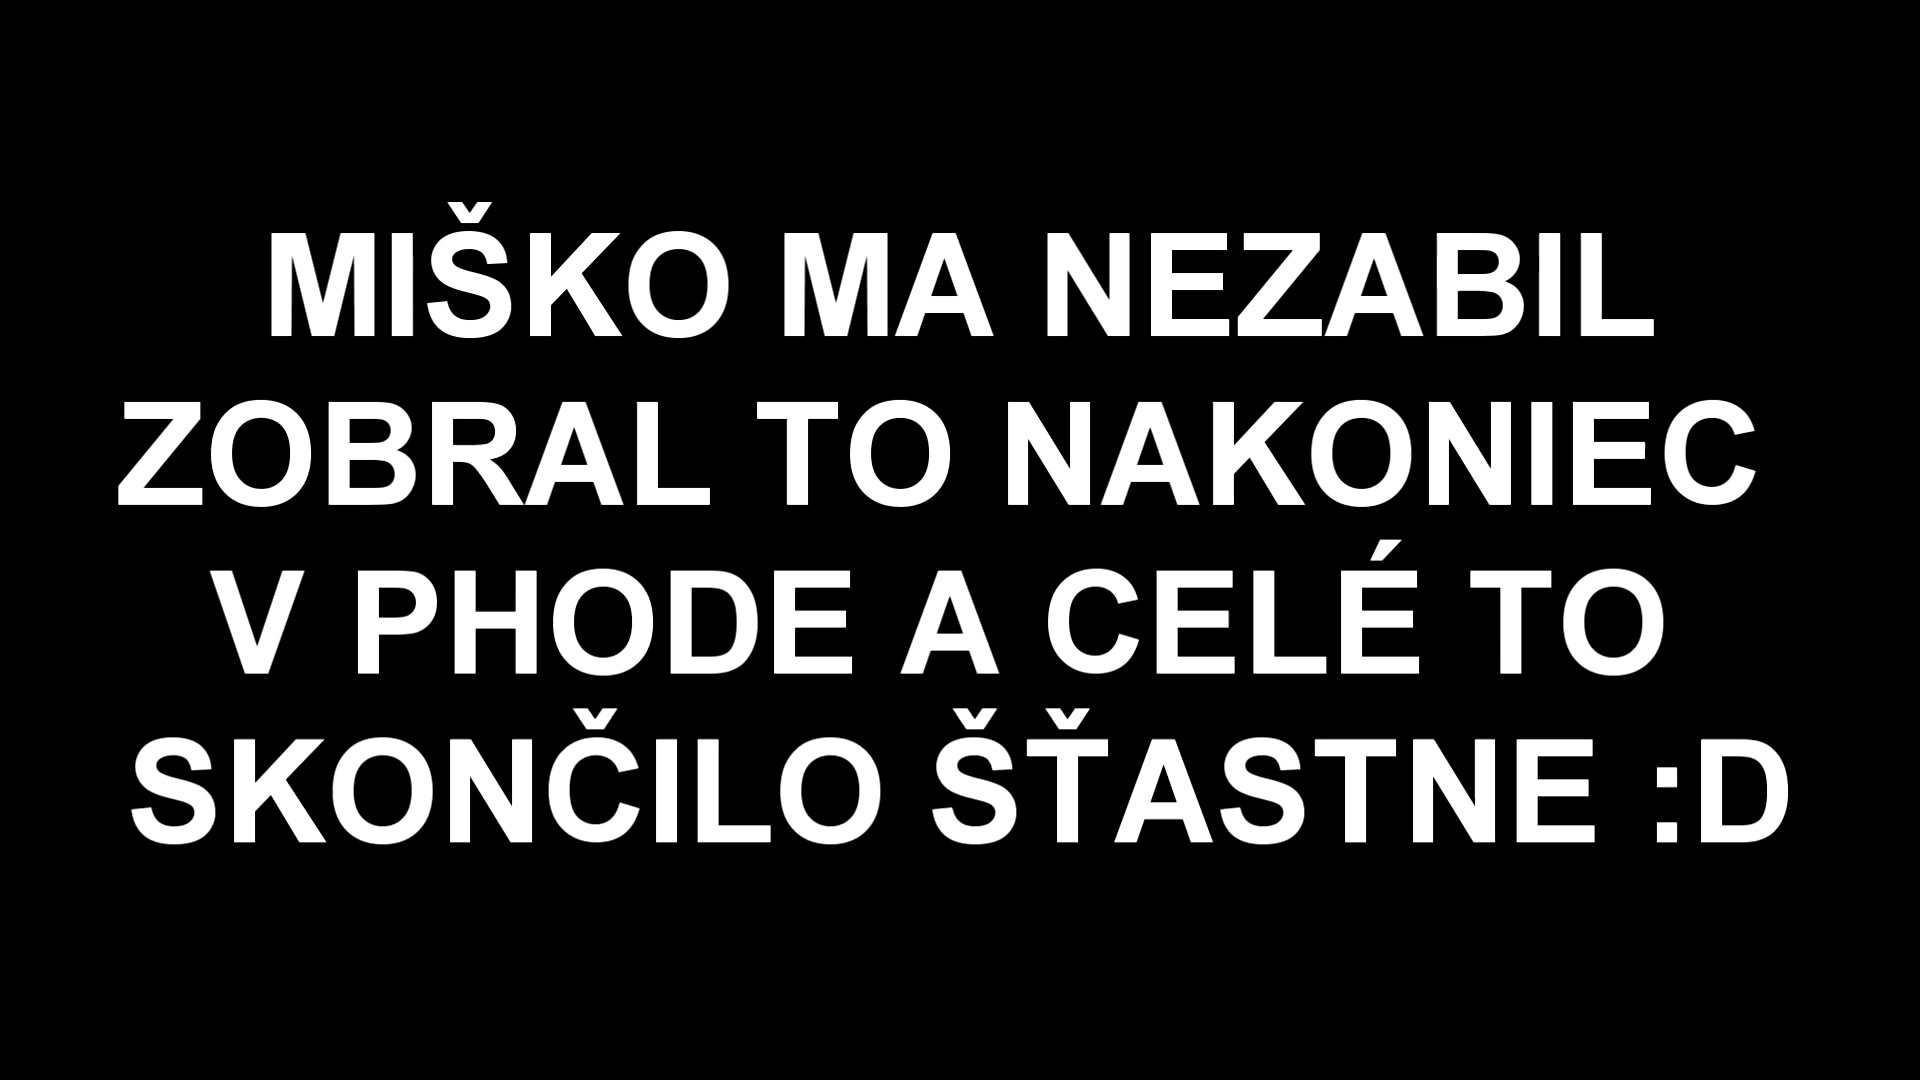 MIŠKO MA NEZABIL
ZOBRAL TO NAKONIEC
V PHODE A CELÉ TO
SKONČILO ŠŤASTNE :D